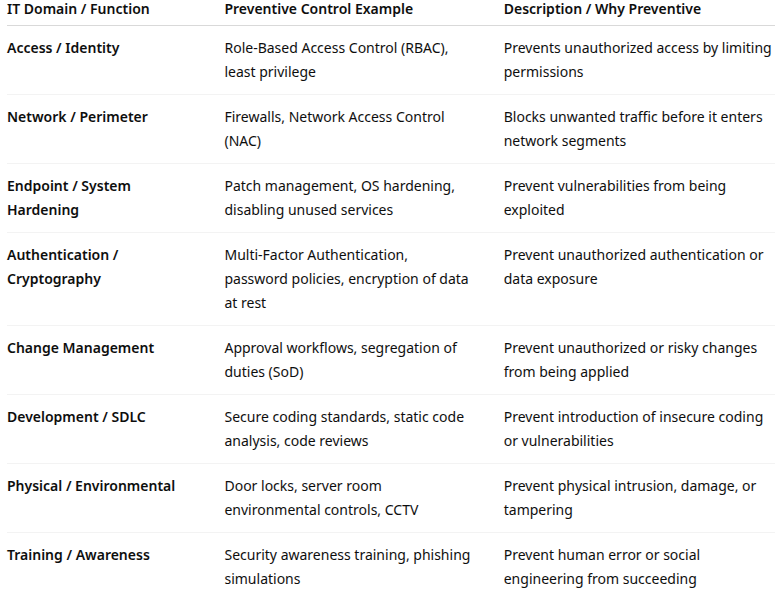 IT Domain / Function Preventive Control Example Description / Why Preventive
Access / Identity Role-Based Access Control (RBAC), Prevents unauthorized access by limiting
least privilege permissions
Network / Perimeter Firewalls, Network Access Control Blocks unwanted traffic before it enters
(NAC) network segments
Endpoint / System Patch management, OS hardening, Prevent vulnerabilities from being
Hardening disabling unused services exploited
Authentication / Multi-Factor Authentication, Prevent unauthorized authentication or
Cryptography password policies, encryption of data data exposure
at rest
Change Management Approval workflows, segregation of Prevent unauthorized or risky changes
duties (SoD) from being applied
Development / SDLC Secure coding standards, static code Prevent introduction of insecure coding
analysis, code reviews or vulnerabilities
Physical / Environmental Door locks, server room Prevent physical intrusion, damage, or
environmental controls, CCTV tampering
Training / Awareness Security awareness training, phishing Prevent human error or social
simulations engineering from succeeding